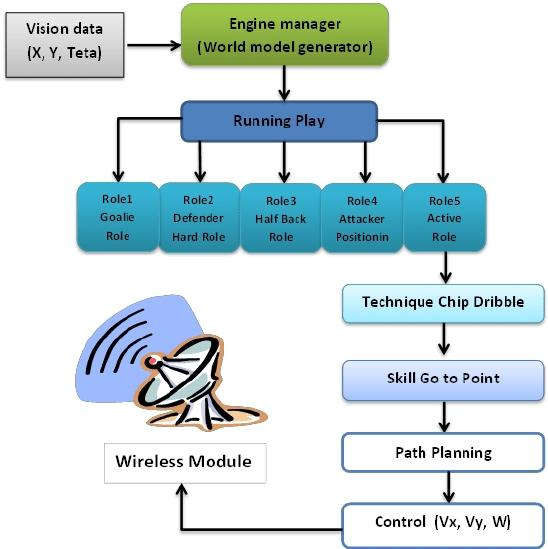 Vision data
(X, Y, Teta)
Engine manager
(World model generator)
Running Play
Role1
Goalie
Role
Role2
Defender
Hard Role
Role3
Half Back
Role
Role4
Attacker
Positionin
Role5
Active
Role
Technique Chip Dribble
Skill Go to Point
Path Planning
Wireless Module
Control (Vx, Vy, W)